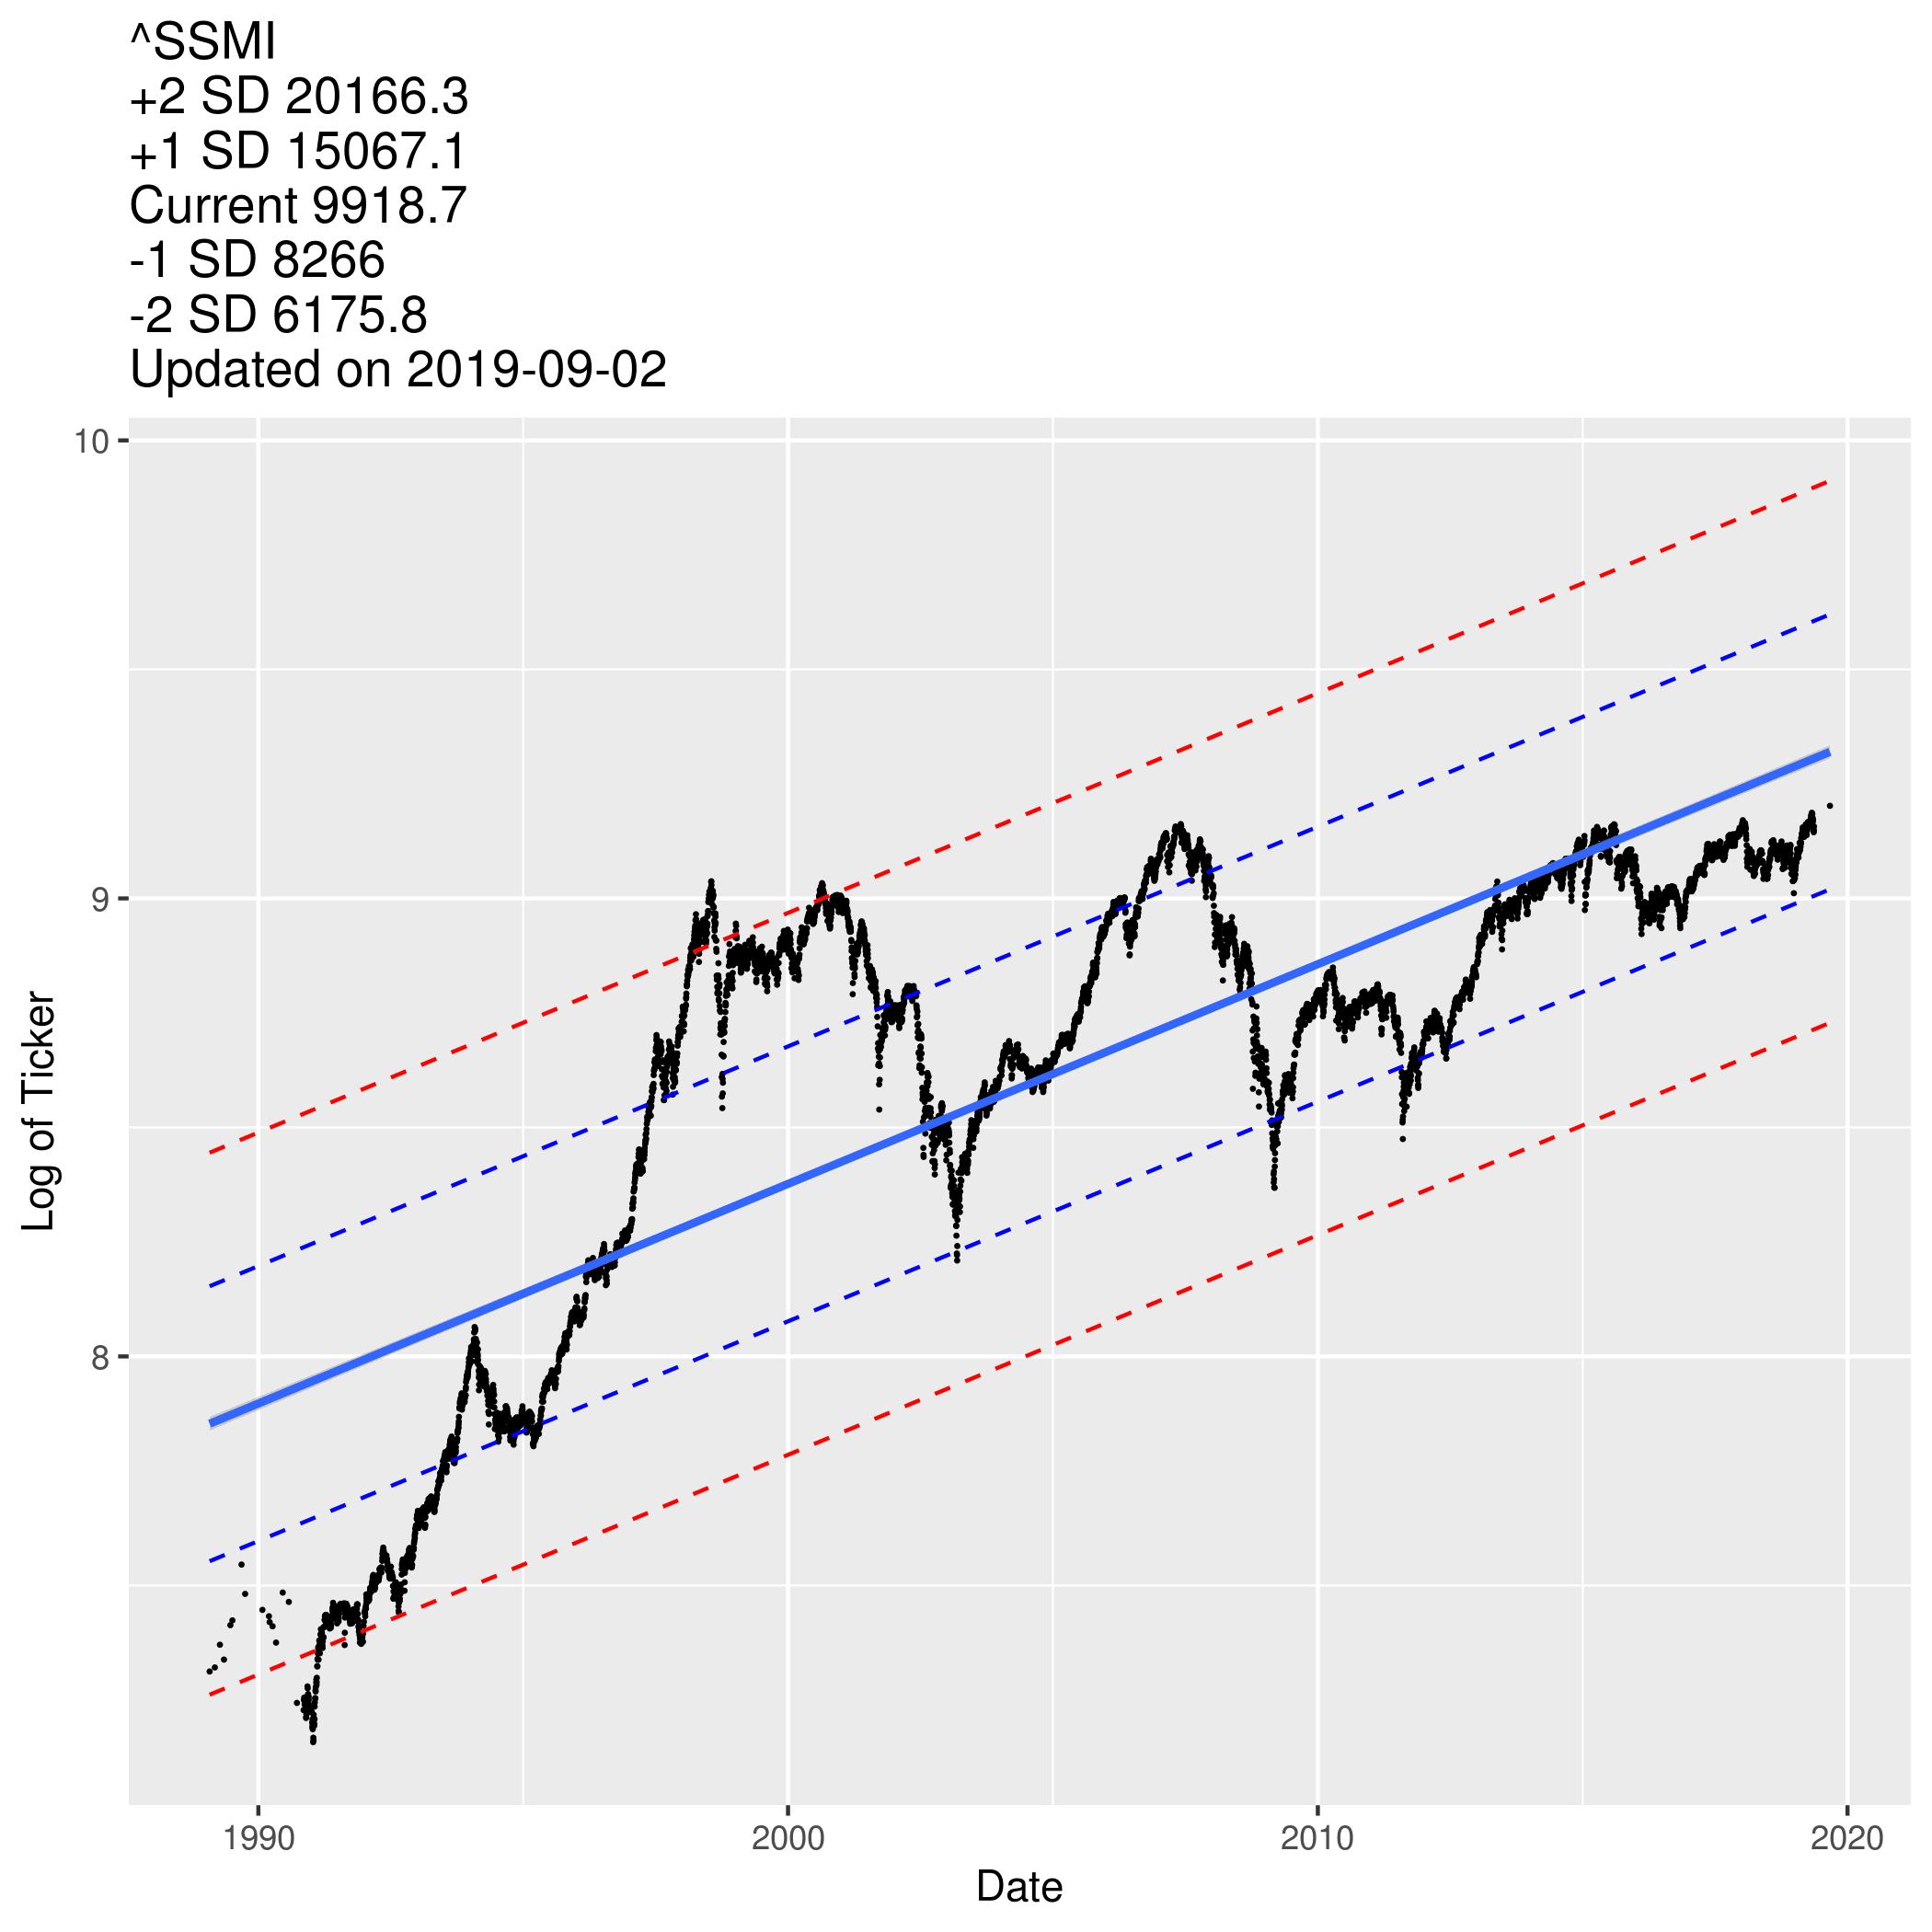 ^SSMI
+2 SD 20166.3
+1 SD 15067.1
Current 9918.7
-1 SD 8266
-2 SD 6175.8
Updated on 2019-09-02
10
9
8
Log of Ticker
1990
2000
2010
2020
Date